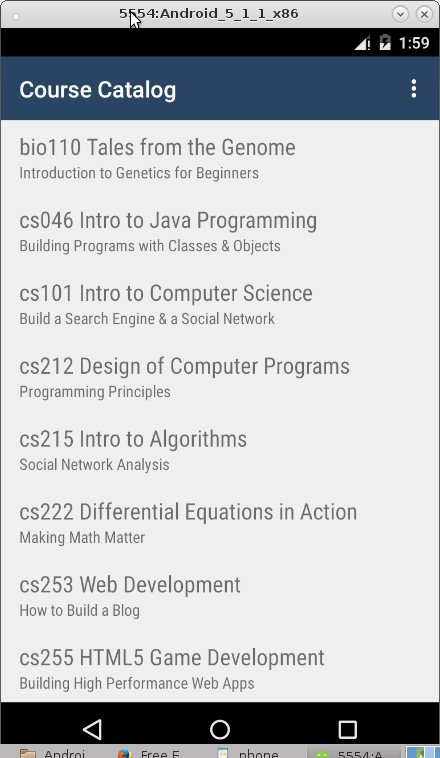 5554:Android_5_1_1_x86
1:59
Course Catalog
bio110 Tales from the Genome
Introduction to Genetics for Beginners
cs046 Intro to Java Programming
Building Programs with Classes & Objects
cs101 Intro to Computer Science
Build a Search Engine & a Social Network
cs212 Design of Computer Programs
Programming Principles
cs215 Intro to Algorithms
Social Network Analysis
cs222 Differential Equations in Action
Making Math Matter
cs253 Web Development
How to Build a Blog
cs255 HTML5 Game Development
Building High Performance Web Apps
Androi Free F phone 5554:A